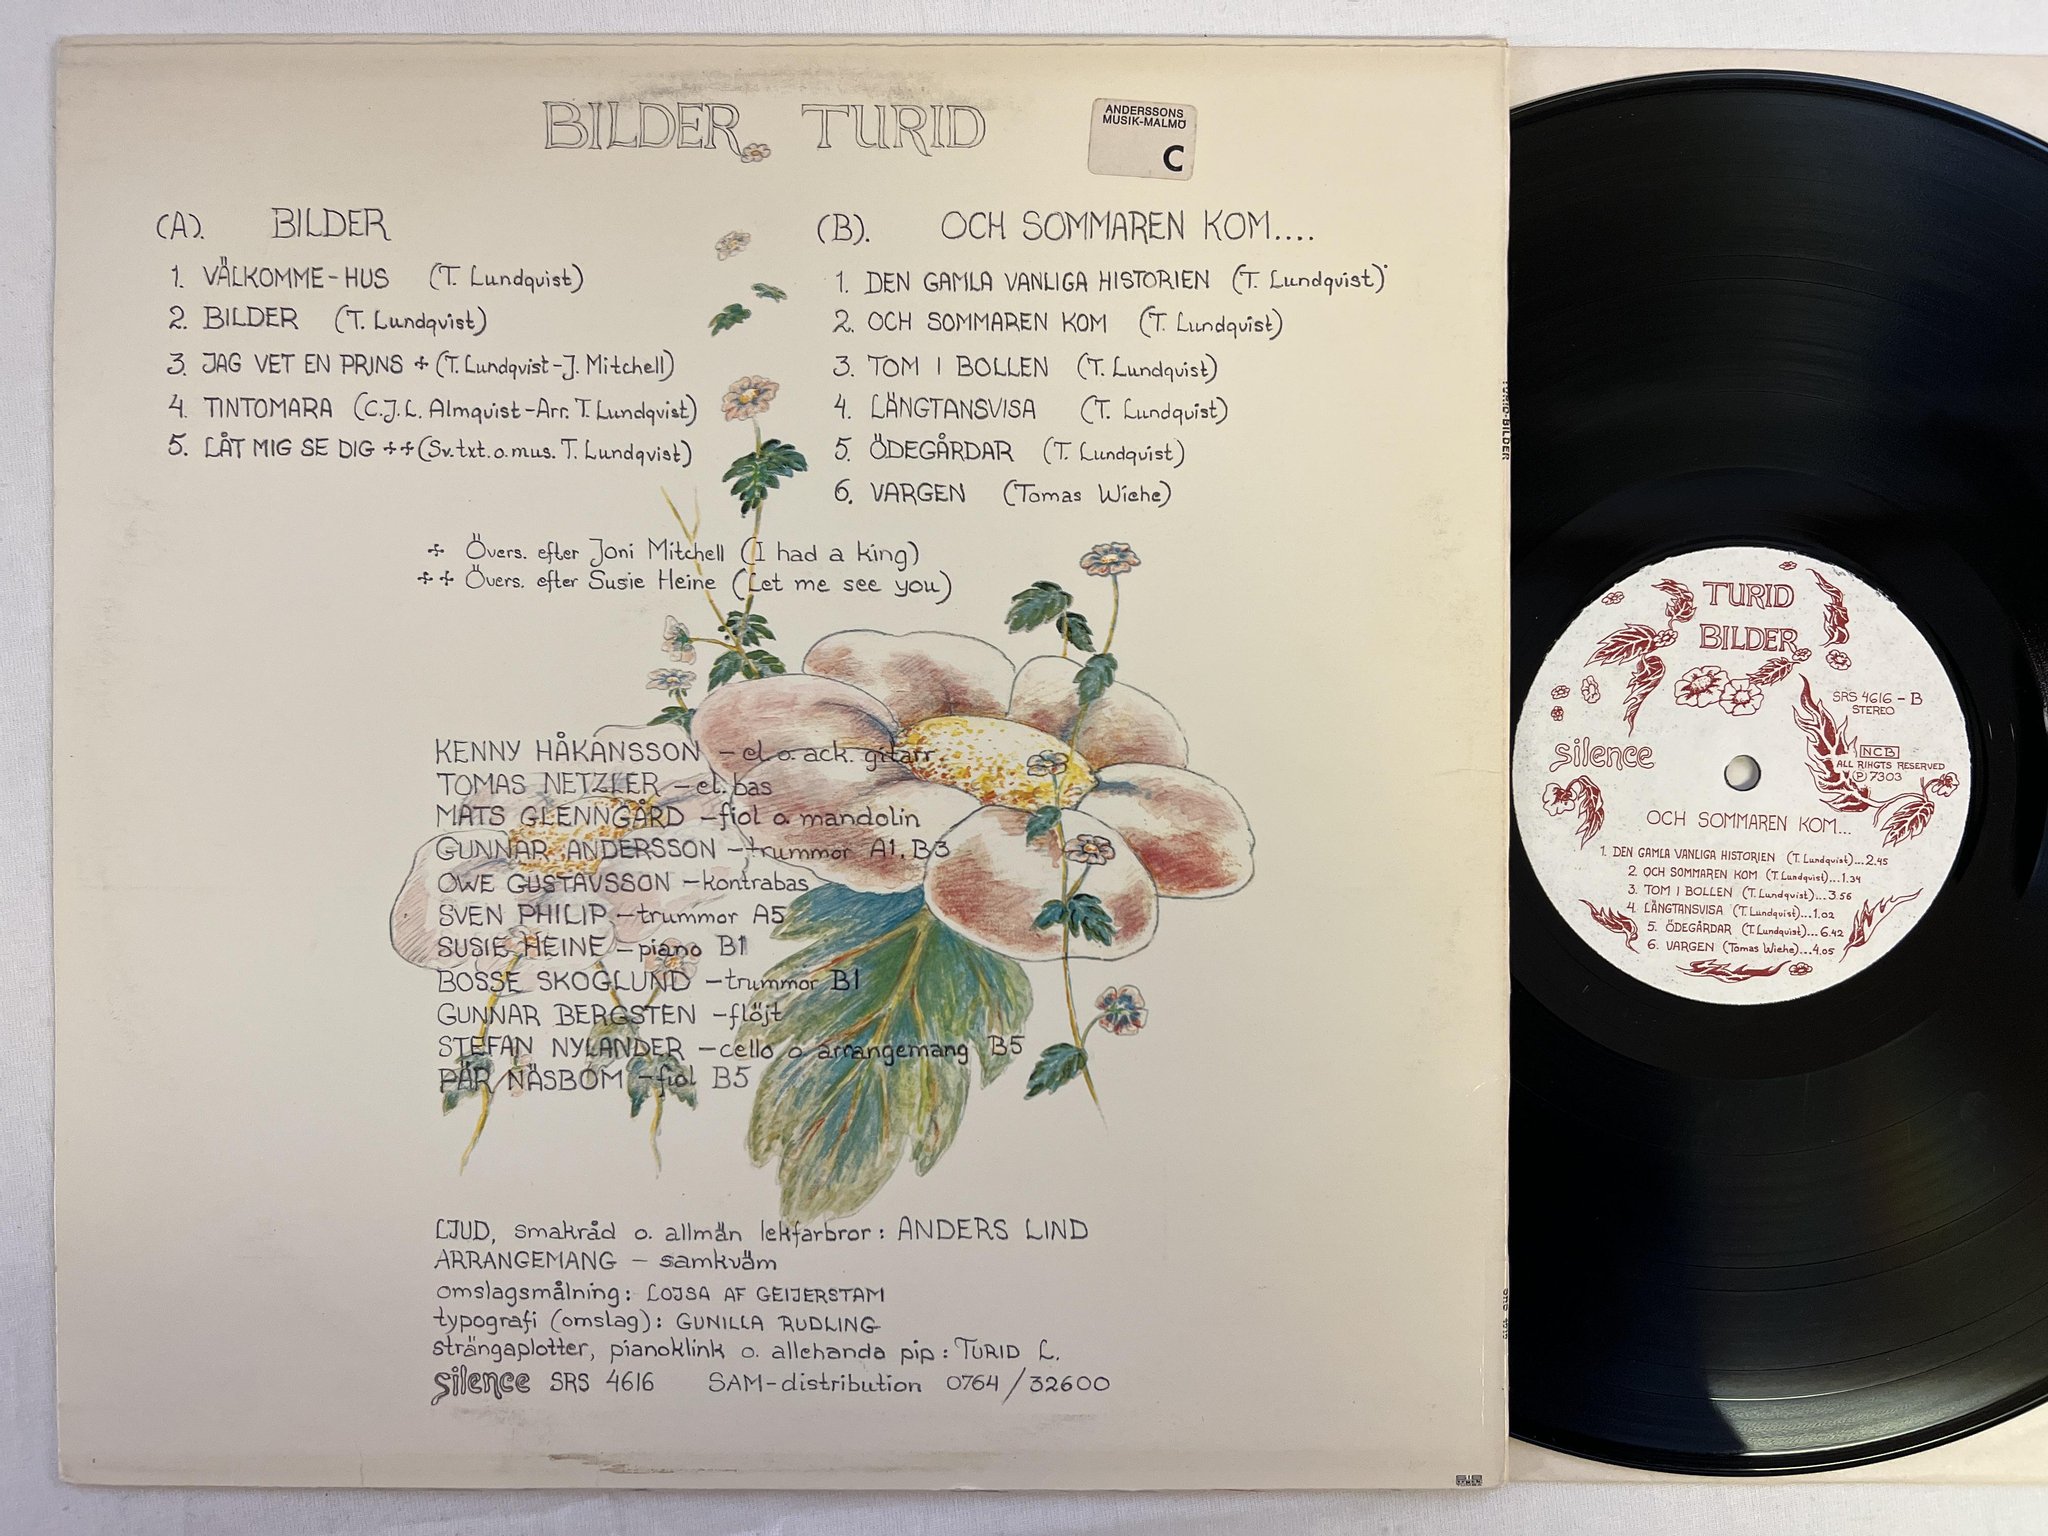 BILDER TURID
ANDERSSONS
MUSIK-MALMÖ
C
(A). BILDER
1. VÄLKOMME-HUS (T. Lundqvist)
2. BILDER (T. Lundqvist)
3. JAG VET EN PRINS + (T. Lundqvist-J. Mitchell)
4. TINTOMARA (C.J.L. Almquist-Arr. T. Lundqvist)
5. LÅT MIG SE DIG ++ (Sv. txt. o. mus. T. Lundqvist)
(B). OCH SOMMAREN KOM....
1. DEN GAMLA VANLIGA HISTORIEN (T. Lundqvist)
2. OCH SOMMAREN KOM (T. Lundqvist)
3. TOM I BOLLEN (T. Lundqvist)
4. LÄNGTANSVISA (T. Lundqvist)
5. ÖDEGÅRDAR (T. Lundqvist)
6. VARGEN (Tomas Wiehe)
+ Övers. efter Joni Mitchell (I had a king)
++ Övers. efter Susie Heine (Let me see you)
KENNY HÅKANSSON – el o. ack. gitarr
TOMAS NETZLER – el. bas
MATS GLENNGÅRD – fiol o mandolin
GUNNAR ANDERSSON – trummor A1, B3
OWE GUSTAVSSON – kontrabas
SVEN PHILIP – trummor A5
SUSIE HEINE – piano B1
BOSSE SKOGLUND – trummor B1
GUNNAR BERGSTEN – flöjt
STEFAN NYLANDER – cello o arrangemang B5
PÄR NÄSBOM – fiol B5
LJUD, smakråd o. allmän lekfarbror: ANDERS LIND
ARRANGEMANG – samkväm
omslagsmålning: LOJSA AF GEIJERSTAM
typografi (omslag): GUNILLA RUDLING
strängaplotter, pianoklink o. allehanda pip: TURID L.
silence SRS 4616 SAM-distribution 0764/32600
TURID-BILDER
TURID
BILDER
SRS 4616 - B
STEREO
silence
NCB
ALL RIHGTS RESERVED
Ⓟ 7303
OCH SOMMAREN KOM...
1. DEN GAMLA VANLIGA HISTORIEN (T. Lundqvist)...2.45
2. OCH SOMMAREN KOM (T. Lundqvist)...1.34
3. TOM I BOLLEN (T. Lundqvist)...3.56
4. LÄNGTANSVISA (T. Lundqvist)...1.02
5. ÖDEGÅRDAR (T. Lundqvist)...6.42
6. VARGEN (Tomas Wiehe)...4.05